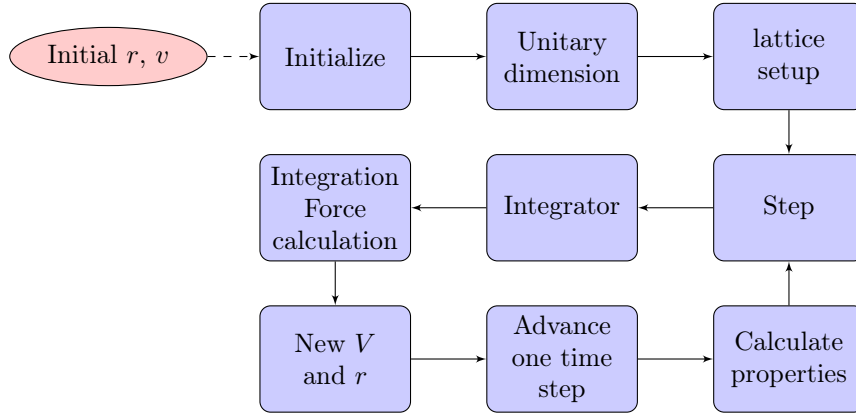 Initial r, v
Initialize
Unitary
dimension
lattice
setup
Integration
Force
calculation
Integrator
Step
New V
and r
Advance
one time
step
Calculate
properties